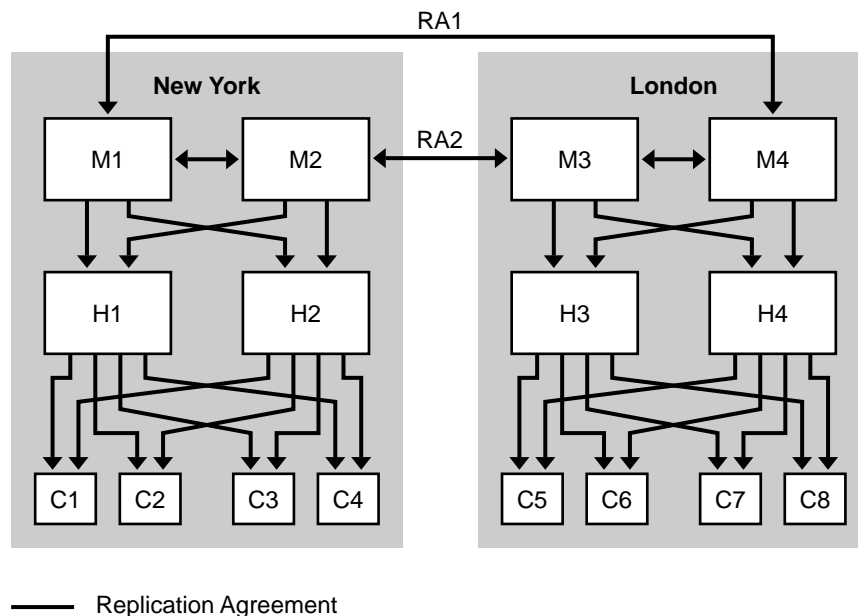 RA1
New York
London
M1
M2
RA2
M3
M4
H1
H2
H3
H4
C1
C2
C3
C4
C5
C6
C7
C8
Replication Agreement